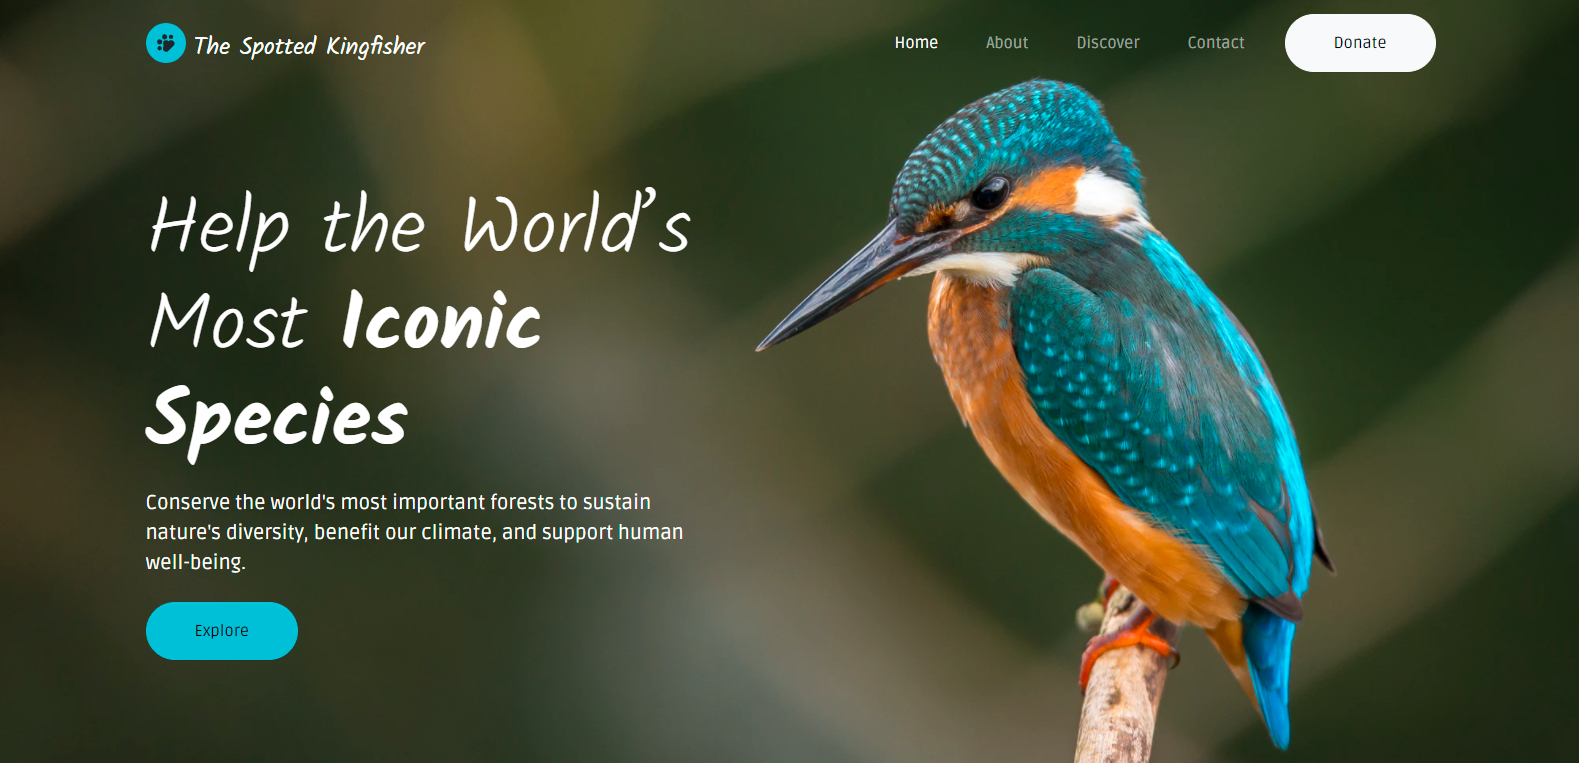 The Spotted Kingfisher
Home About Discover Contact Donate
Help the World’s
Most Iconic
Species
Conserve the world's most important forests to sustain
nature's diversity, benefit our climate, and support human
well-being.
Explore